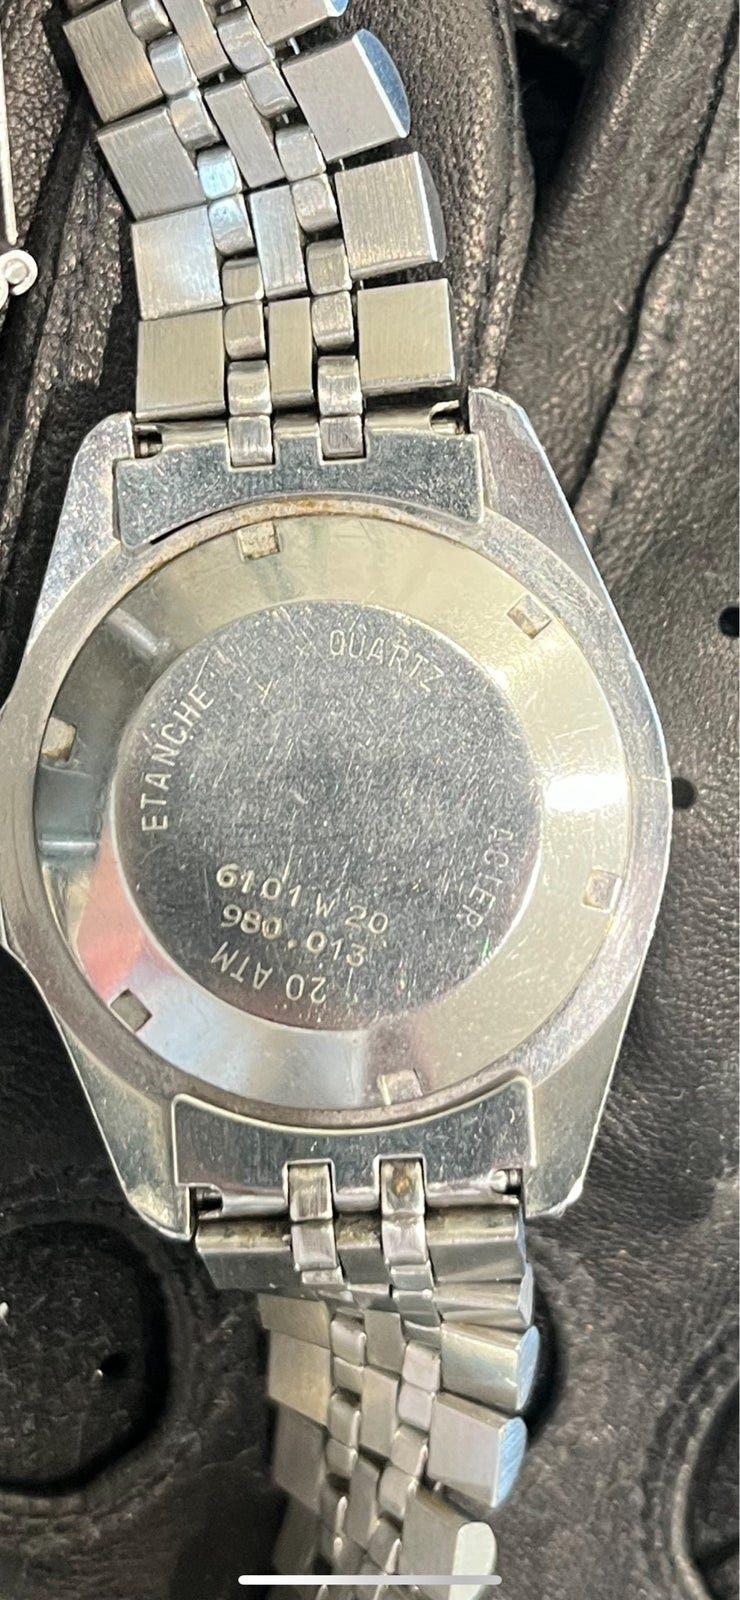 ETANCHE
QUARTZ
ACIER
6101 W 20
980.013
20 ATM